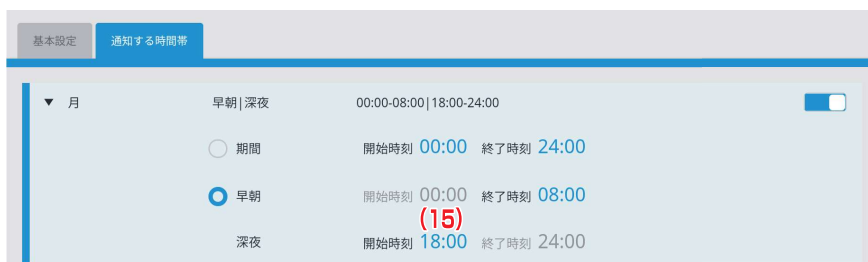 基本設定 通知する時間帯
▼ 月 早朝|深夜 00:00-08:00|18:00-24:00
期間 開始時刻 00:00 終了時刻 24:00
早朝 開始時刻 00:00 終了時刻 08:00
(15)
深夜 開始時刻 18:00 終了時刻 24:00